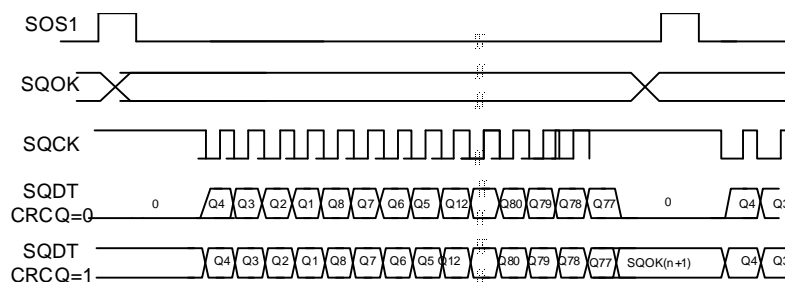 SOS1
SQOK
SQCK
SQDT
CRCQ=0
0 Q4 Q3 Q2 Q1 Q8 Q7 Q6 Q5 Q12 Q80 Q79 Q78 Q77 0 Q4 Q3
SQDT
CRCQ=1
Q4 Q3 Q2 Q1 Q8 Q7 Q6 Q5 Q12 Q80 Q79 Q78 Q77 SQOK(n+1) Q4 Q3